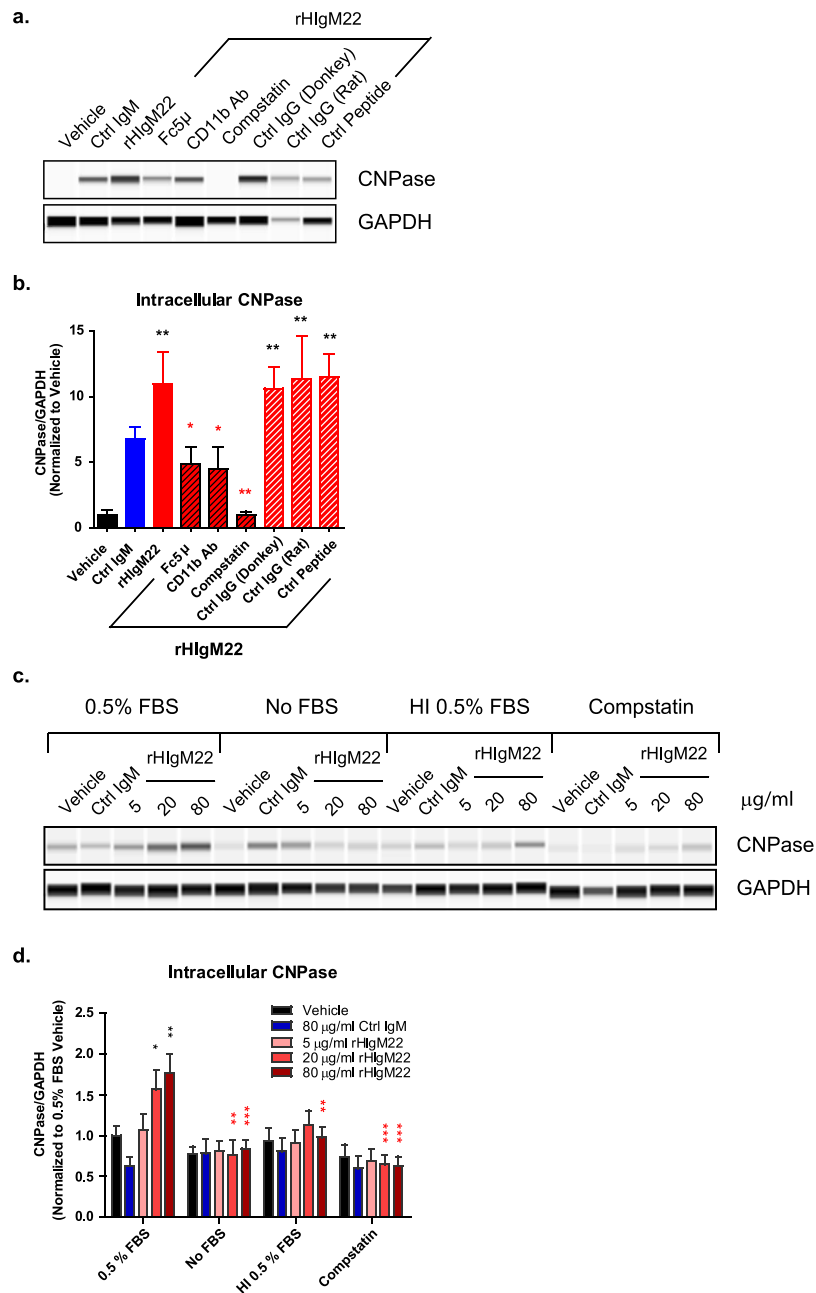 a.
rHIgM22
Vehicle
Ctrl IgM
rHIgM22
Fc5µ
CD11b Ab
Compstatin
Ctrl IgG (Donkey)
Ctrl IgG (Rat)
Ctrl Peptide
CNPase
GAPDH
b.
Intracellular CNPase
CNPase/GAPDH
(Normalized to Vehicle)
15
10
5
0
**
*
*
**
**
**
**
Vehicle
Ctrl IgM
rHIgM22
Fc5µ
CD11b Ab
Compstatin
Ctrl IgG (Donkey)
Ctrl IgG (Rat)
Ctrl Peptide
rHIgM22
c.
0.5% FBS No FBS HI 0.5% FBS Compstatin
rHIgM22 rHIgM22 rHIgM22 rHIgM22
Vehicle Ctrl IgM 5 20 80 Vehicle Ctrl IgM 5 20 80 Vehicle Ctrl IgM 5 20 80 Vehicle Ctrl IgM 5 20 80 µg/ml
CNPase
GAPDH
d.
Intracellular CNPase
CNPase/GAPDH
(Normalized to 0.5% FBS Vehicle)
2.5
2.0
1.5
1.0
0.5
0.0
Vehicle
80 µg/ml Ctrl IgM
5 µg/ml rHIgM22
20 µg/ml rHIgM22
80 µg/ml rHIgM22
*
**
**
***
**
***
***
0.5 % FBS
No FBS
HI 0.5 % FBS
Compstatin